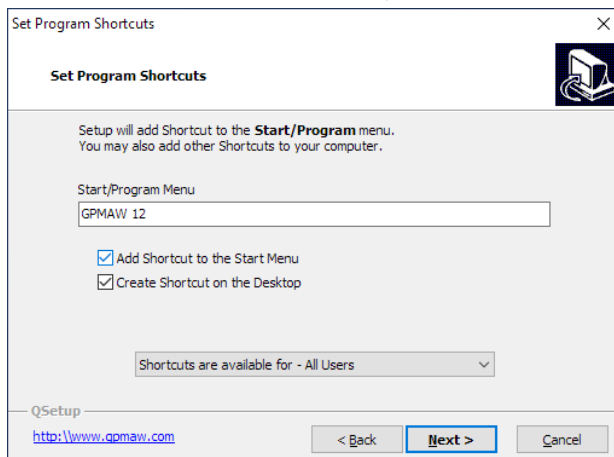 Set Program Shortcuts
Set Program Shortcuts
Setup will add Shortcut to the Start/Program menu.
You may also add other Shortcuts to your computer.
Start/Program Menu
GPMAW 12
Add Shortcut to the Start Menu
Create Shortcut on the Desktop
Shortcuts are available for - All Users
QSetup
http:\\www.gpmaw.com
< Back
Next >
Cancel